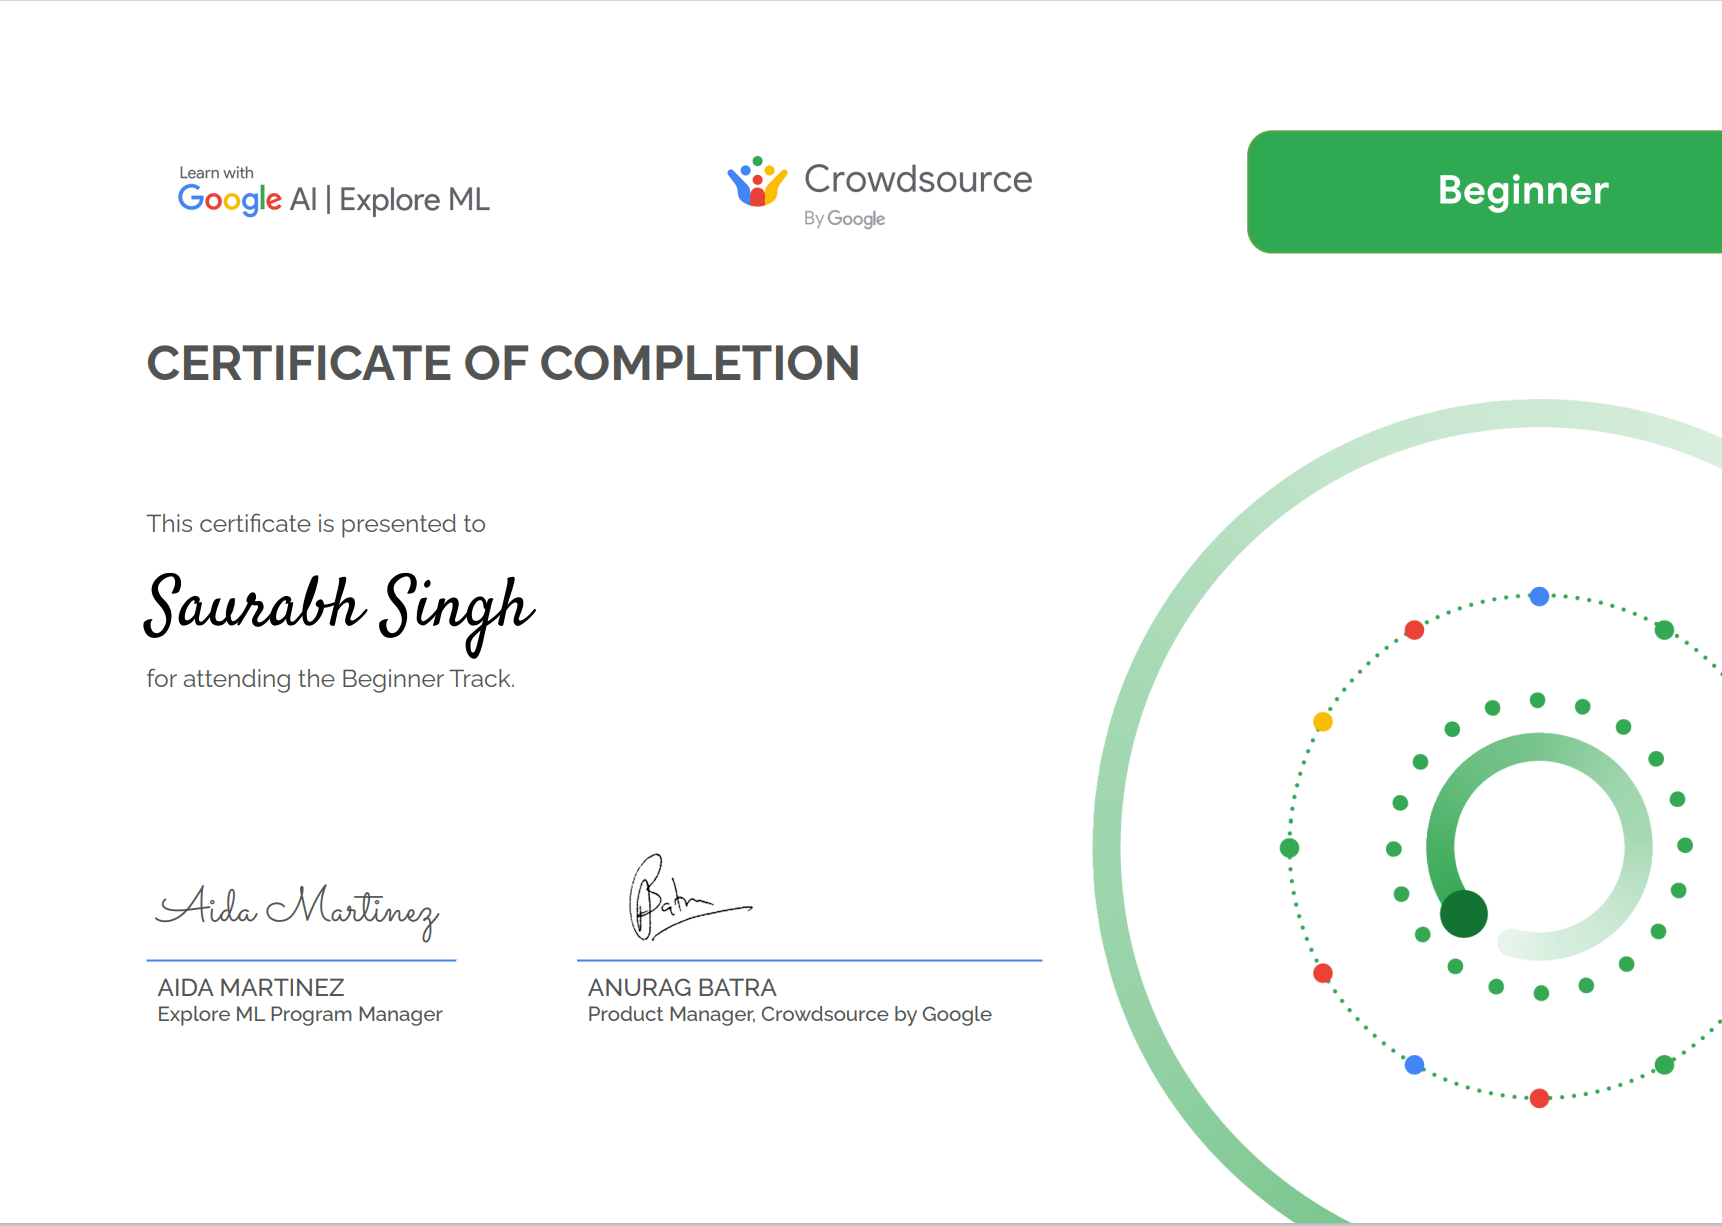 Learn with
Google AI | Explore ML
Crowdsource
By Google
Beginner
CERTIFICATE OF COMPLETION
This certificate is presented to
Saurabh Singh
for attending the Beginner Track.
Aida Martinez
Batra
AIDA MARTINEZ
Explore ML Program Manager
ANURAG BATRA
Product Manager, Crowdsource by Google